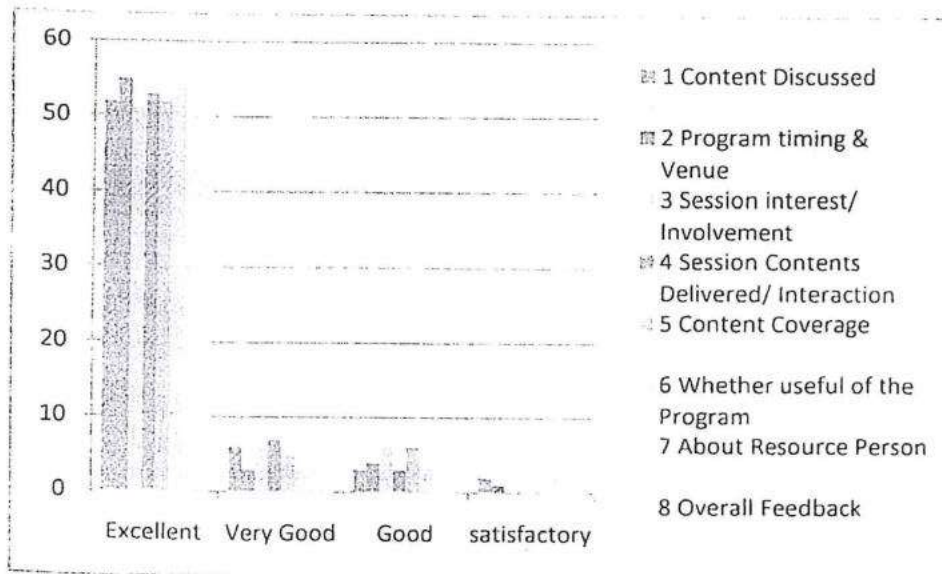 60
50
40
30
20
10
0
Excellent
Very Good
Good
satisfactory
1 Content Discussed
2 Program timing &
Venue
3 Session interest/
Involvement
4 Session Contents
Delivered/ Interaction
5 Content Coverage
6 Whether useful of the
Program
7 About Resource Person
8 Overall Feedback